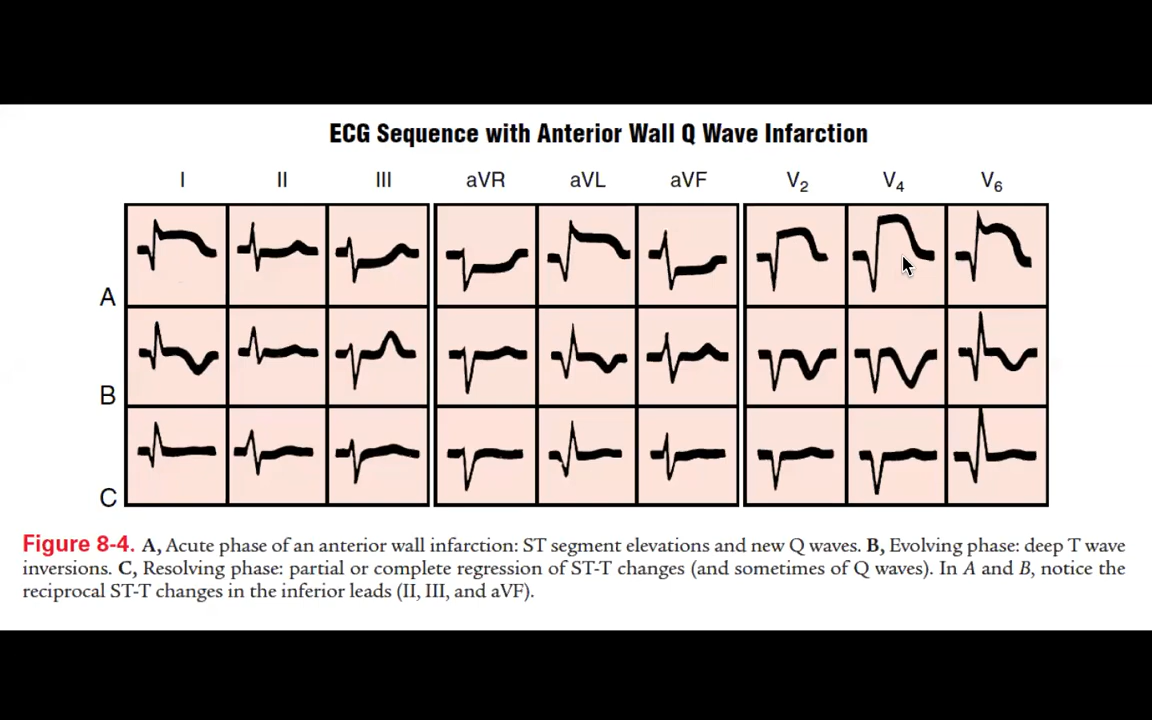 ECG Sequence with Anterior Wall Q Wave Infarction
I II III aVR aVL aVF V2 V4 V6
A
B
C
Figure 8-4. A, Acute phase of an anterior wall infarction: ST segment elevations and new Q waves. B, Evolving phase: deep T wave
inversions. C, Resolving phase: partial or complete regression of ST-T changes (and sometimes of Q waves). In A and B, notice the
reciprocal ST-T changes in the inferior leads (II, III, and aVF).